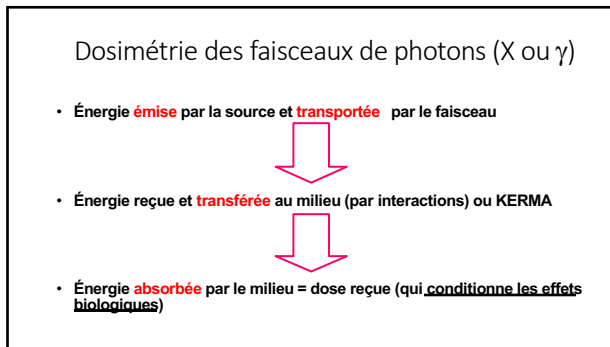 Dosimétrie des faisceaux de photons (X ou γ)
• Énergie émise par la source et transportée par le faisceau
• Énergie reçue et transférée au milieu (par interactions) ou KERMA
• Énergie absorbée par le milieu = dose reçue (qui conditionne les effets
biologiques)